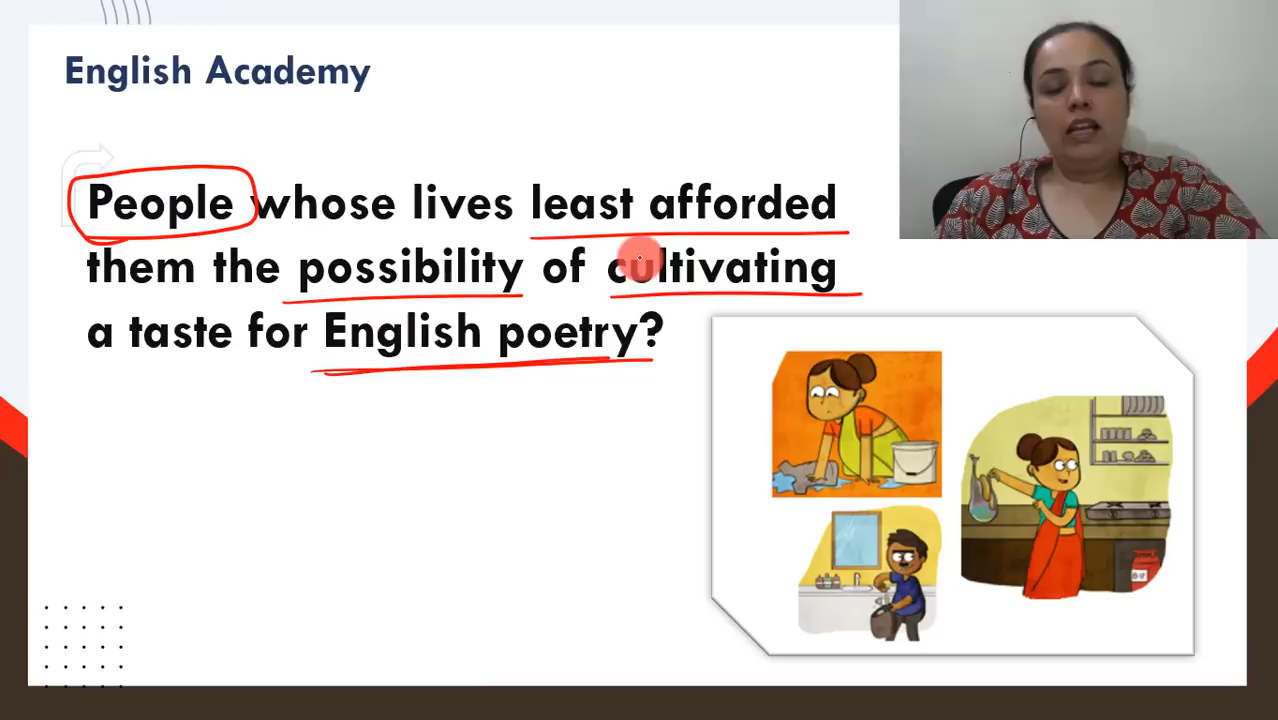 English Academy
People whose lives least afforded
them the possibility of cultivating
a taste for English poetry?